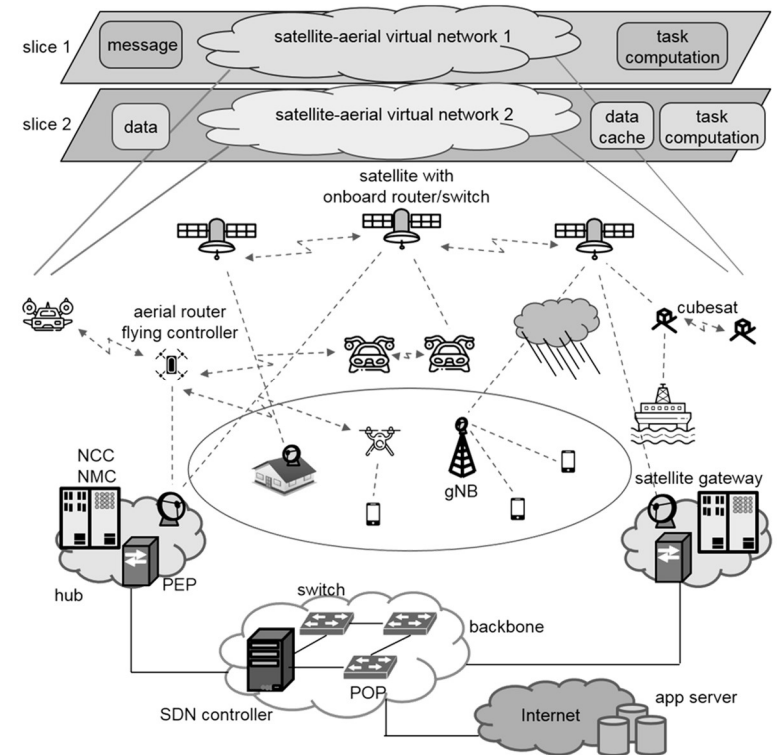 slice 1
message
satellite-aerial virtual network 1
task
computation
slice 2
data
satellite-aerial virtual network 2
data
cache
task
computation
satellite with
onboard router/switch
aerial router
flying controller
cubesat
NCC
NMC
gNB
satellite gateway
hub
PEP
switch
backbone
POP
SDN controller
Internet
app server